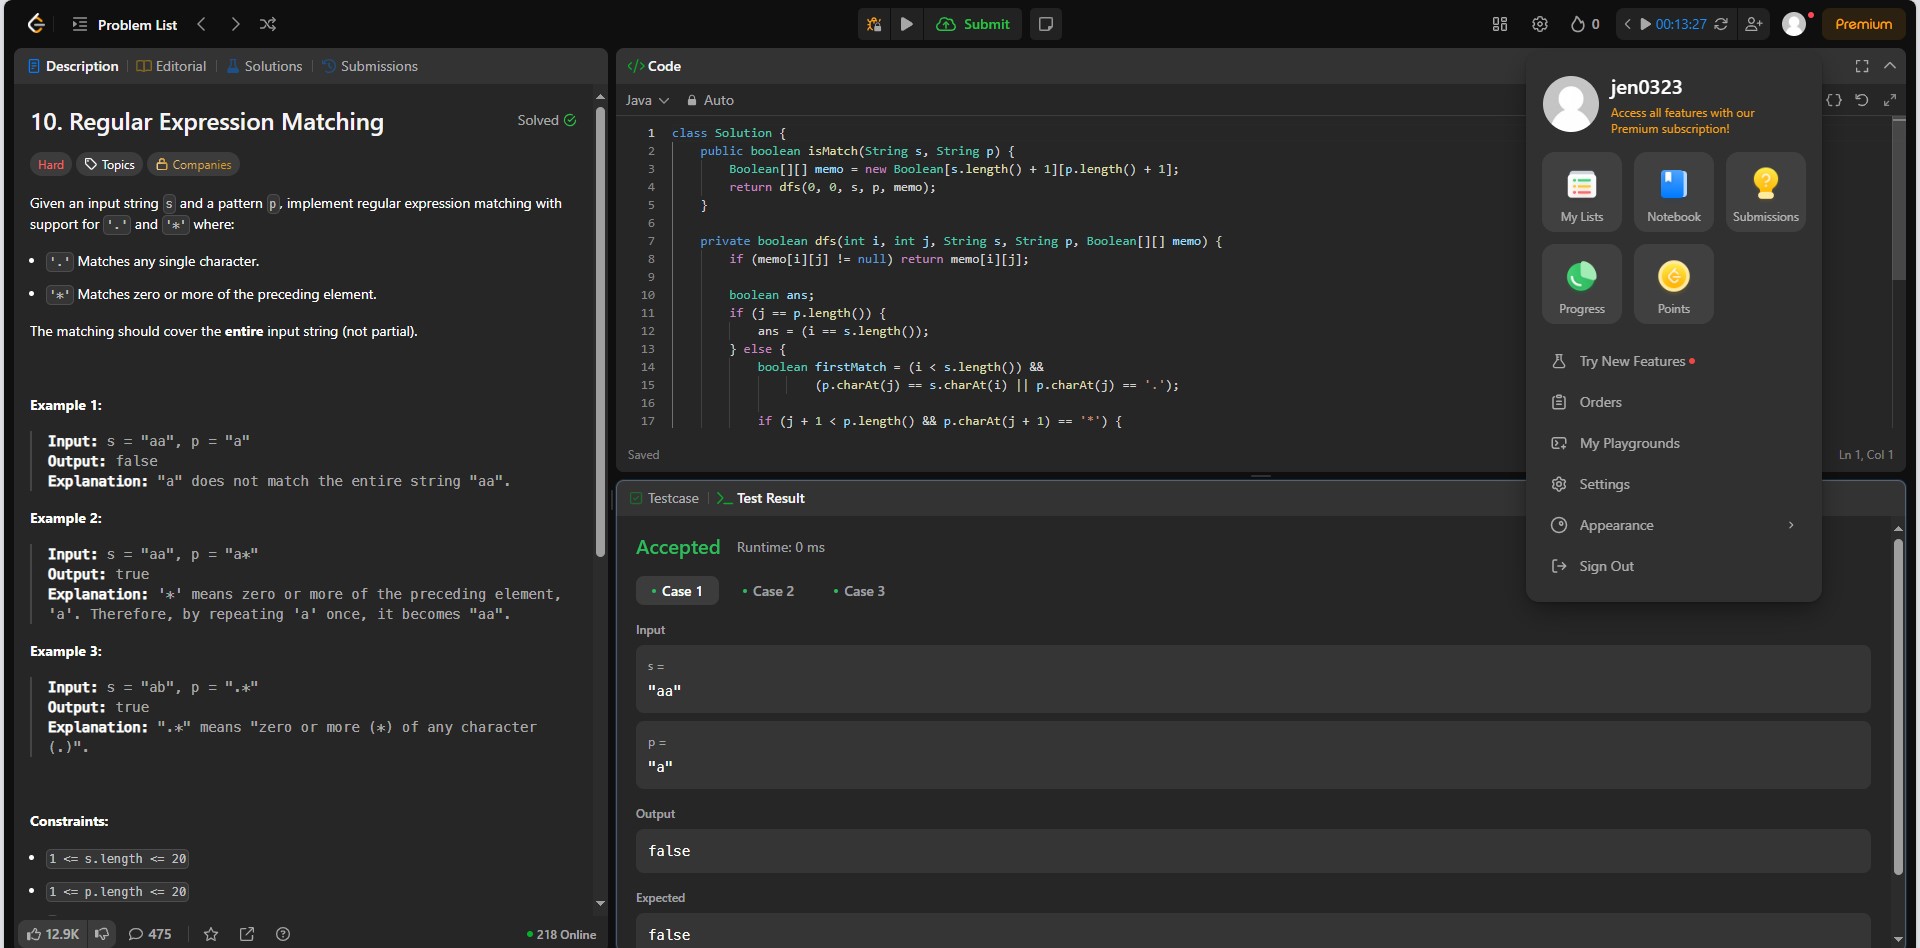 Problem List
Submit
0
00:13:27
Premium
Description
Editorial
Solutions
Submissions
10. Regular Expression Matching
Solved
Hard
Topics
Companies
Given an input string s and a pattern p, implement regular expression matching with
support for '.' and '*' where:
'.' Matches any single character.
'*' Matches zero or more of the preceding element.
The matching should cover the entire input string (not partial).
Example 1:
Input: s = "aa", p = "a"
Output: false
Explanation: "a" does not match the entire string "aa".
Example 2:
Input: s = "aa", p = "a*"
Output: true
Explanation: '*' means zero or more of the preceding element,
'a'. Therefore, by repeating 'a' once, it becomes "aa".
Example 3:
Input: s = "ab", p = ".*"
Output: true
Explanation: ".*" means "zero or more (*) of any character
(.)".
Constraints:
1 <= s.length <= 20
1 <= p.length <= 20
12.9K
475
218 Online
</> Code
Java
Auto
1 class Solution {
2 public boolean isMatch(String s, String p) {
3 Boolean[][] memo = new Boolean[s.length() + 1][p.length() + 1];
4 return dfs(0, 0, s, p, memo);
5 }
6
7 private boolean dfs(int i, int j, String s, String p, Boolean[][] memo) {
8 if (memo[i][j] != null) return memo[i][j];
9
10 boolean ans;
11 if (j == p.length()) {
12 ans = (i == s.length());
13 } else {
14 boolean firstMatch = (i < s.length()) &&
15 (p.charAt(j) == s.charAt(i) || p.charAt(j) == '.');
16
17 if (j + 1 < p.length() && p.charAt(j + 1) == '*') {
Saved
Ln 1, Col 1
Testcase
Test Result
Accepted
Runtime: 0 ms
Case 1
Case 2
Case 3
Input
s =
"aa"
p =
"a"
Output
false
Expected
false
jen0323
Access all features with our
Premium subscription!
My Lists
Notebook
Submissions
Progress
Points
Try New Features
Orders
My Playgrounds
Settings
Appearance
Sign Out